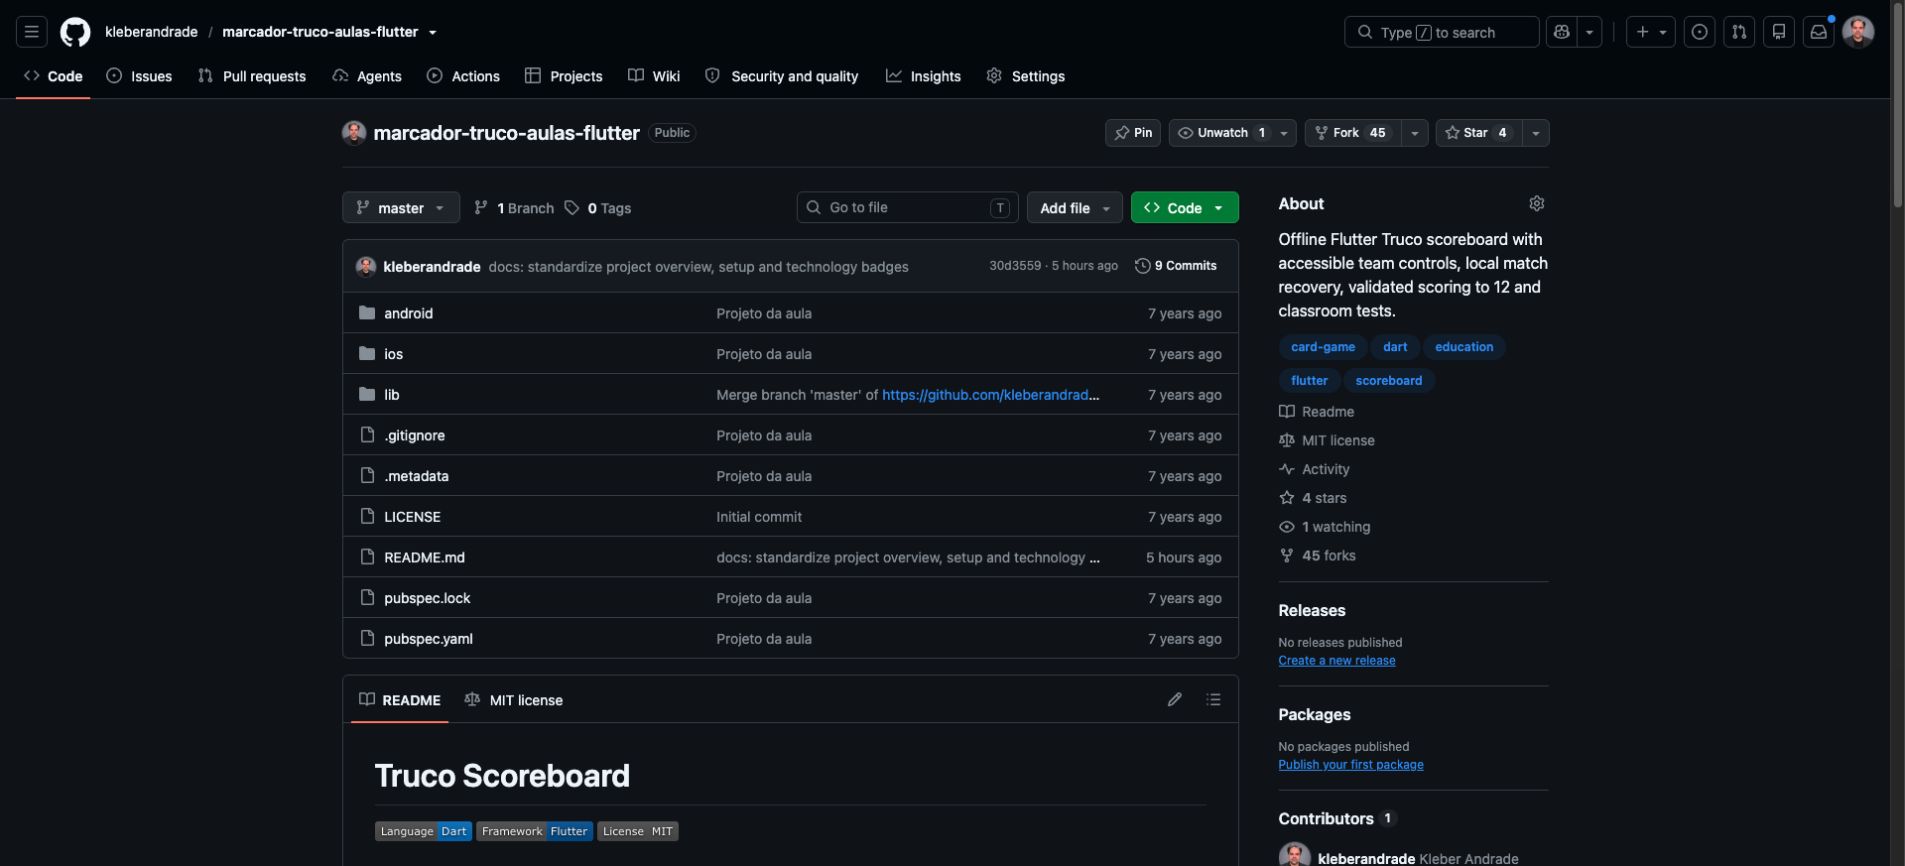 kleberandrade / marcador-truco-aulas-flutter
Type / to search
Code Issues Pull requests Agents Actions Projects Wiki Security and quality Insights Settings
marcador-truco-aulas-flutter Public
Pin Unwatch 1 Fork 45 Star 4
master 1 Branch 0 Tags Go to file T Add file Code
kleberandrade docs: standardize project overview, setup and technology badges 30d3559 · 5 hours ago 9 Commits
android Projeto da aula 7 years ago
ios Projeto da aula 7 years ago
lib Merge branch 'master' of https://github.com/kleberandrad... 7 years ago
.gitignore Projeto da aula 7 years ago
.metadata Projeto da aula 7 years ago
LICENSE Initial commit 7 years ago
README.md docs: standardize project overview, setup and technology ... 5 hours ago
pubspec.lock Projeto da aula 7 years ago
pubspec.yaml Projeto da aula 7 years ago
README MIT license
Truco Scoreboard
Language Dart Framework Flutter License MIT
About
Offline Flutter Truco scoreboard with
accessible team controls, local match
recovery, validated scoring to 12 and
classroom tests.
card-game dart education
flutter scoreboard
Readme
MIT license
Activity
4 stars
1 watching
45 forks
Releases
No releases published
Create a new release
Packages
No packages published
Publish your first package
Contributors 1
kleberandrade Kleber Andrade